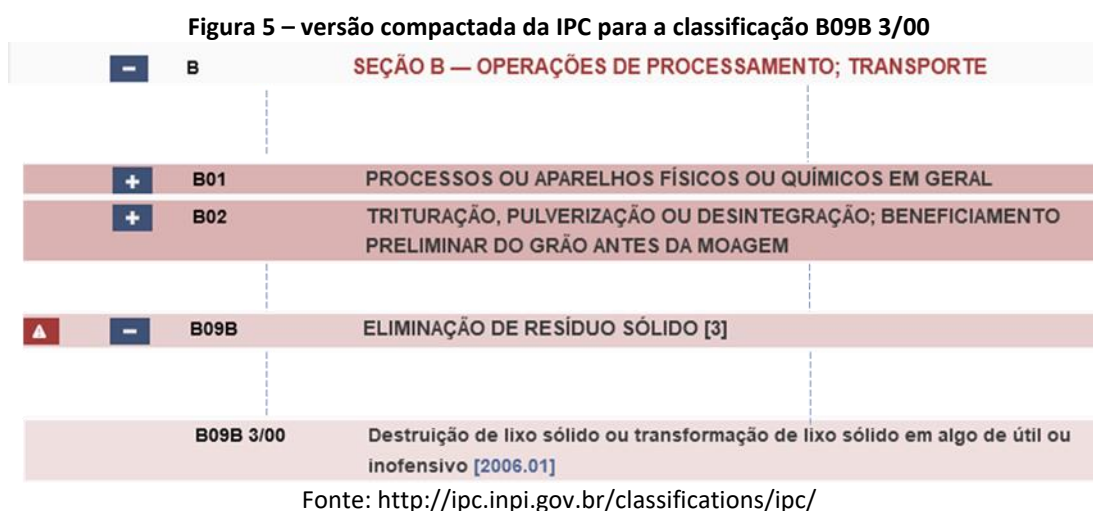 Figura 5 – versão compactada da IPC para a classificação B09B 3/00
− B SEÇÃO B — OPERAÇÕES DE PROCESSAMENTO; TRANSPORTE
+ B01 PROCESSOS OU APARELHOS FÍSICOS OU QUÍMICOS EM GERAL
+ B02 TRITURAÇÃO, PULVERIZAÇÃO OU DESINTEGRAÇÃO; BENEFICIAMENTO
PRELIMINAR DO GRÃO ANTES DA MOAGEM
− B09B ELIMINAÇÃO DE RESÍDUO SÓLIDO [3]
B09B 3/00 Destruição de lixo sólido ou transformação de lixo sólido em algo de útil ou
inofensivo [2006.01]
Fonte: http://ipc.inpi.gov.br/classifications/ipc/